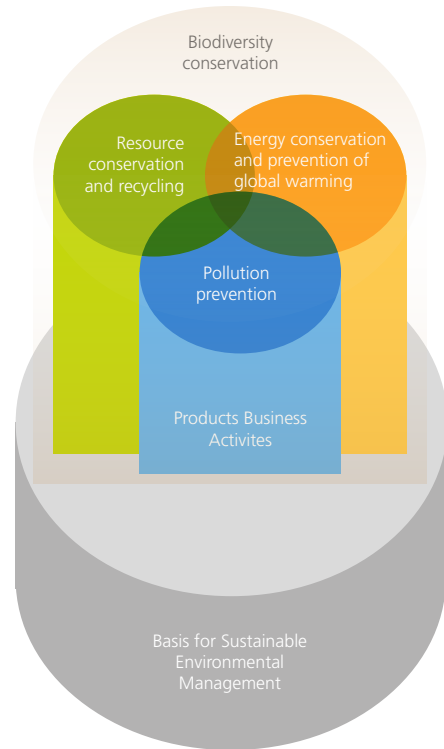 Biodiversity
conservation
Resource
conservation
and recycling
Energy conservation
and prevention of
global warming
Pollution
prevention
Products Business
Activites
Basis for Sustainable
Environmental
Management